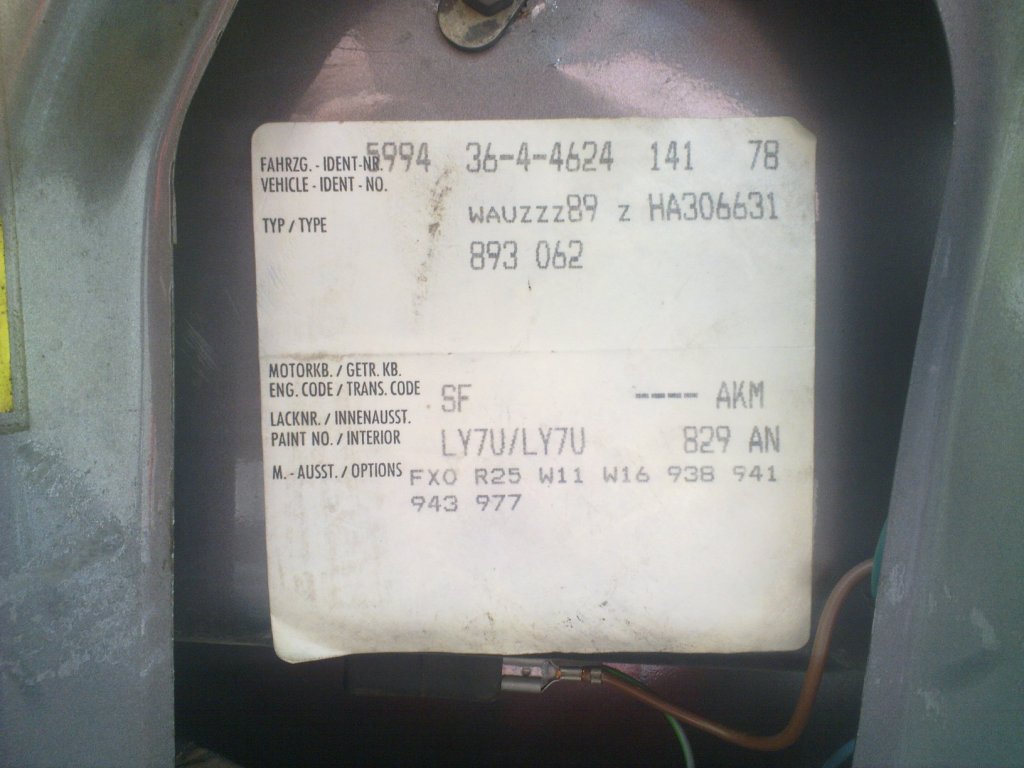 FAHRZG. - IDENT-NR. 5994 36-4-4624 141 78
VEHICLE - IDENT - NO.
WAUZZZ89 Z HA306631
TYP / TYPE
893 062
MOTORKB. / GETR. KB.
ENG. CODE / TRANS. CODE SF ---- AKM
LACKNR. / INNENAUSST.
PAINT NO. / INTERIOR LY7U/LY7U 829 AN
M. - AUSST. / OPTIONS FX0 R25 W11 W16 938 941
943 977